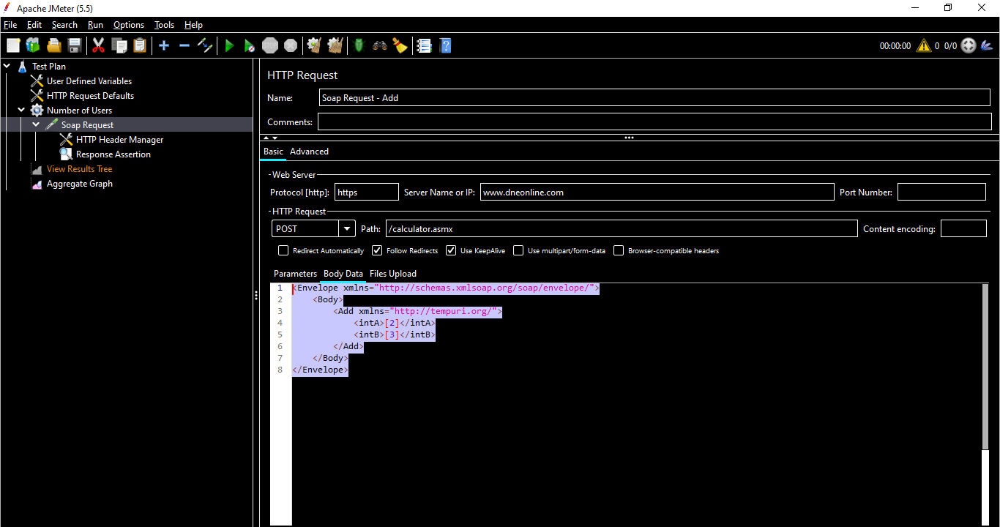 Apache JMeter (5.5)
File Edit Search Run Options Tools Help
00:00:00 0 0/0
Test Plan
User Defined Variables
HTTP Request Defaults
Number of Users
Soap Request
HTTP Header Manager
Response Assertion
View Results Tree
Aggregate Graph
HTTP Request
Name: Soap Request - Add
Comments:
Basic Advanced
Web Server
Protocol [http]: https Server Name or IP: www.dneonline.com Port Number:
HTTP Request
POST Path: /calculator.asmx Content encoding:
Redirect Automatically Follow Redirects Use KeepAlive Use multipart/form-data Browser-compatible headers
Parameters Body Data Files Upload
1 <Envelope xmlns="http://schemas.xmlsoap.org/soap/envelope/">
2 <Body>
3 <Add xmlns="http://tempuri.org/">
4 <intA>[2]</intA>
5 <intB>[3]</intB>
6 </Add>
7 </Body>
8 </Envelope>